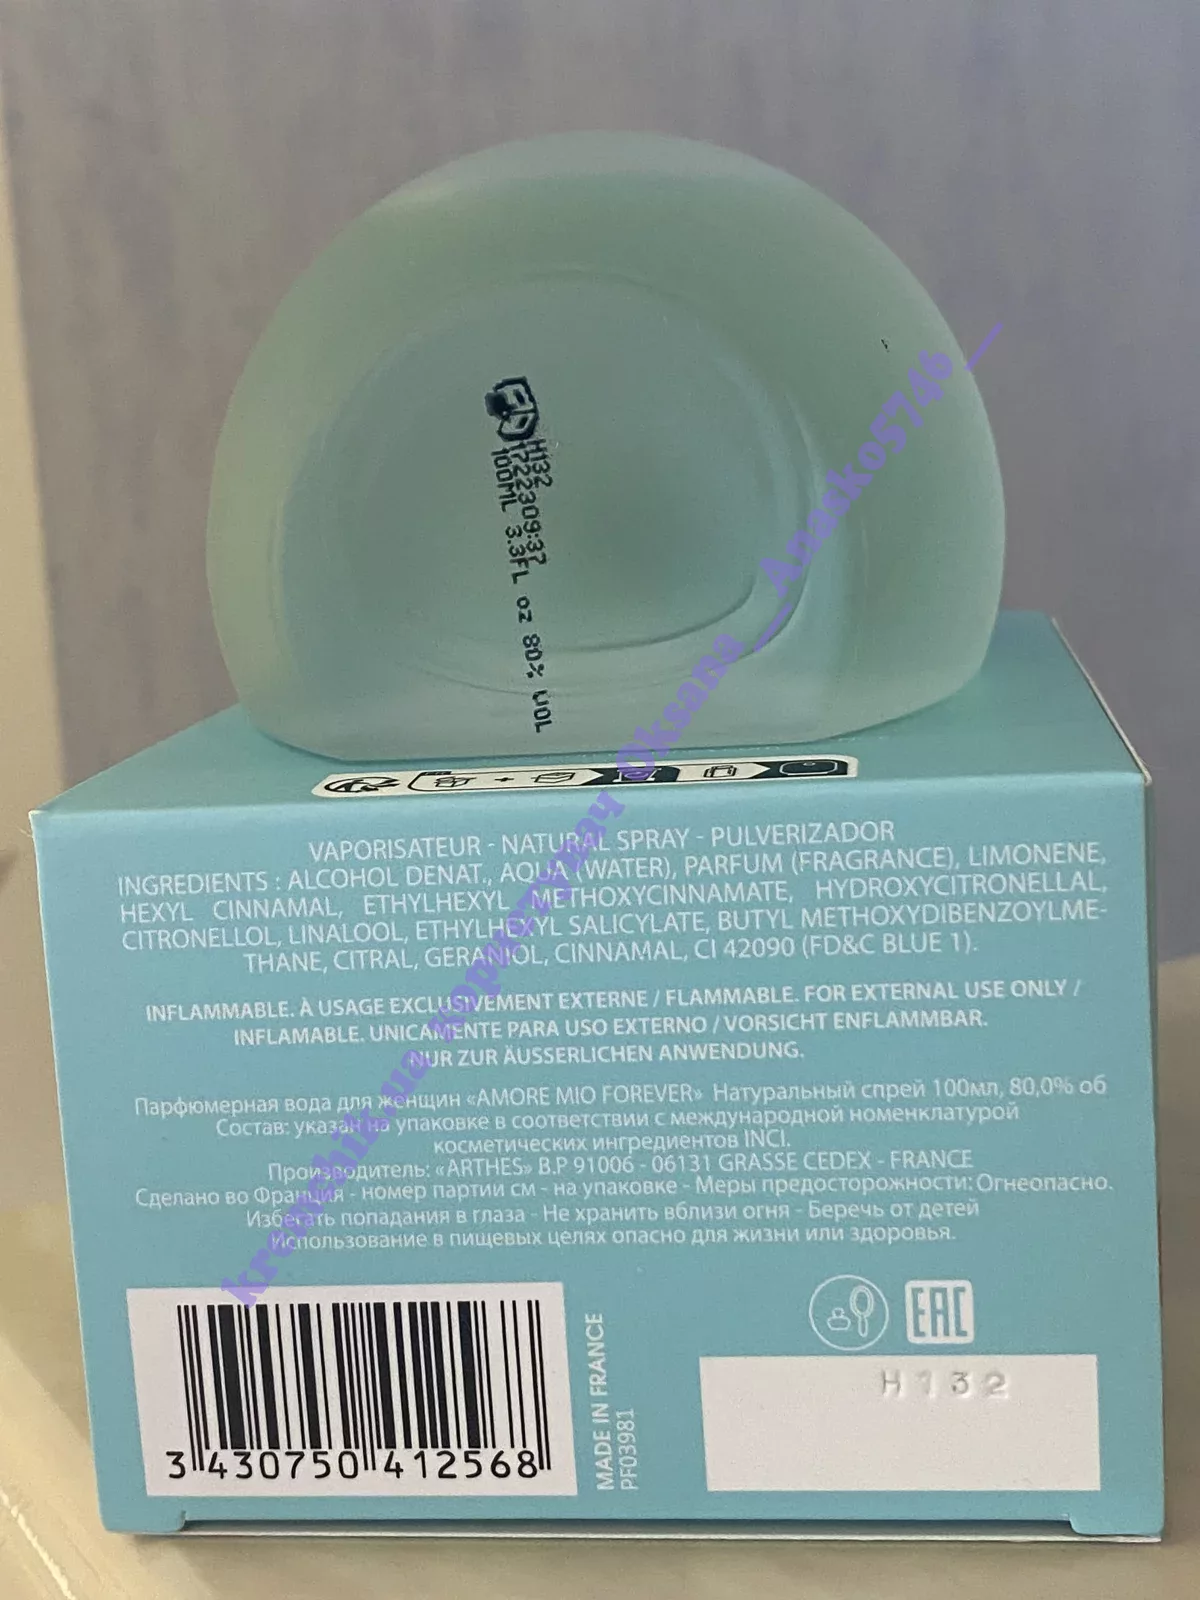 H132
1722309:37
100ML 3.3FL oz 80% VOL
VAPORISATEUR - NATURAL SPRAY - PULVERIZADOR
INGREDIENTS : ALCOHOL DENAT., AQUA (WATER), PARFUM (FRAGRANCE), LIMONENE,
HEXYL CINNAMAL, ETHYLHEXYL METHOXYCINNAMATE, HYDROXYCITRONELLAL,
CITRONELLOL, LINALOOL, ETHYLHEXYL SALICYLATE, BUTYL METHOXYDIBENZOYLME-
THANE, CITRAL, GERANIOL, CINNAMAL, CI 42090 (FD&C BLUE 1).
INFLAMMABLE. À USAGE EXCLUSIVEMENT EXTERNE / FLAMMABLE. FOR EXTERNAL USE ONLY /
INFLAMABLE. UNICAMENTE PARA USO EXTERNO / VORSICHT ENFLAMMBAR.
NUR ZUR ÄUSSERLICHEN ANWENDUNG.
Парфюмерная вода для женщин «AMORE MIO FOREVER» Натуральный спрей 100мл, 80,0% об
Состав: указан на упаковке в соответствии с международной номенклатурой
косметических ингредиентов INCI.
Производитель: «ARTHES» B.P 91006 - 06131 GRASSE CEDEX - FRANCE
Сделано во Франция - номер партии см - на упаковке - Меры предосторожности: Огнеопасно.
Избегать попадания в глаза - Не хранить вблизи огня - Беречь от детей
Использование в пищевых целях опасно для жизни или здоровья.
3 430750 412568
MADE IN FRANCE
PF03981
EAC
H132
kremchik.ua користувач Oksana__Anasko5746__